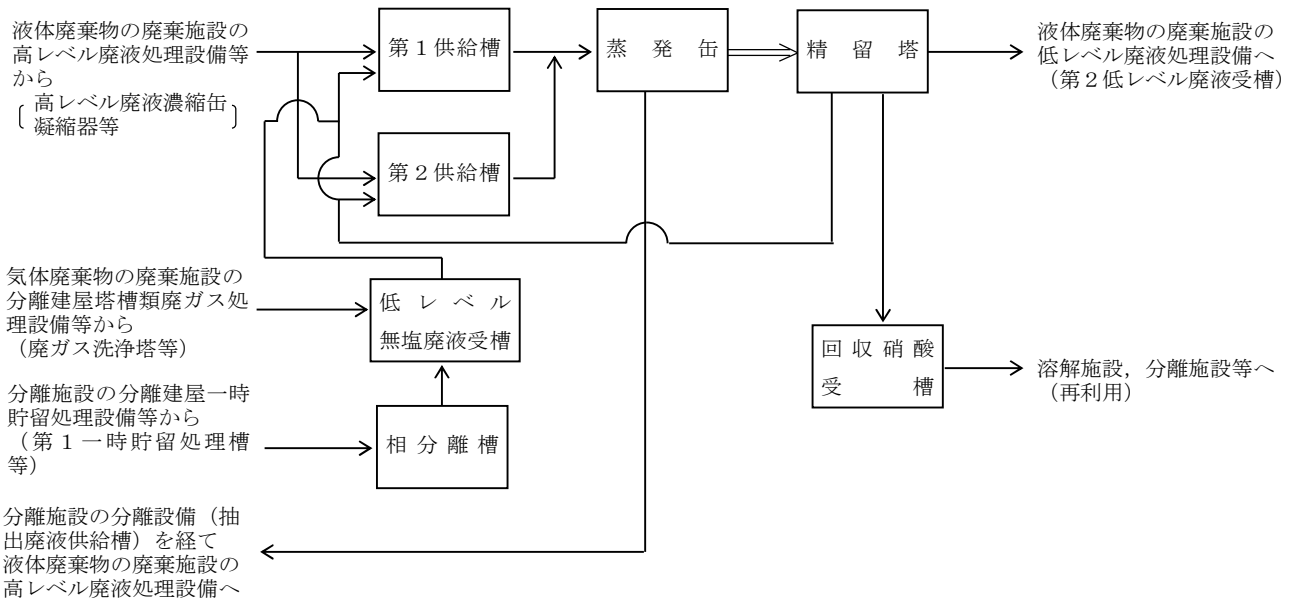 液体廃棄物の廃棄施設の
高レベル廃液処理設備等
から
高レベル廃液濃縮缶
凝縮器等
第１供給槽
第２供給槽
蒸発缶
精留塔
液体廃棄物の廃棄施設の
低レベル廃液処理設備へ
（第２低レベル廃液受槽）
気体廃棄物の廃棄施設の
分離建屋塔槽類廃ガス処
理設備等から
（廃ガス洗浄塔等）
低レベル
無塩廃液受槽
回収硝酸
受槽
溶解施設，分離施設等へ
（再利用）
分離施設の分離建屋一時
貯留処理設備等から
（第１一時貯留処理槽
等）
相分離槽
分離施設の分離設備（抽
出廃液供給槽）を経て
液体廃棄物の廃棄施設の
高レベル廃液処理設備へ